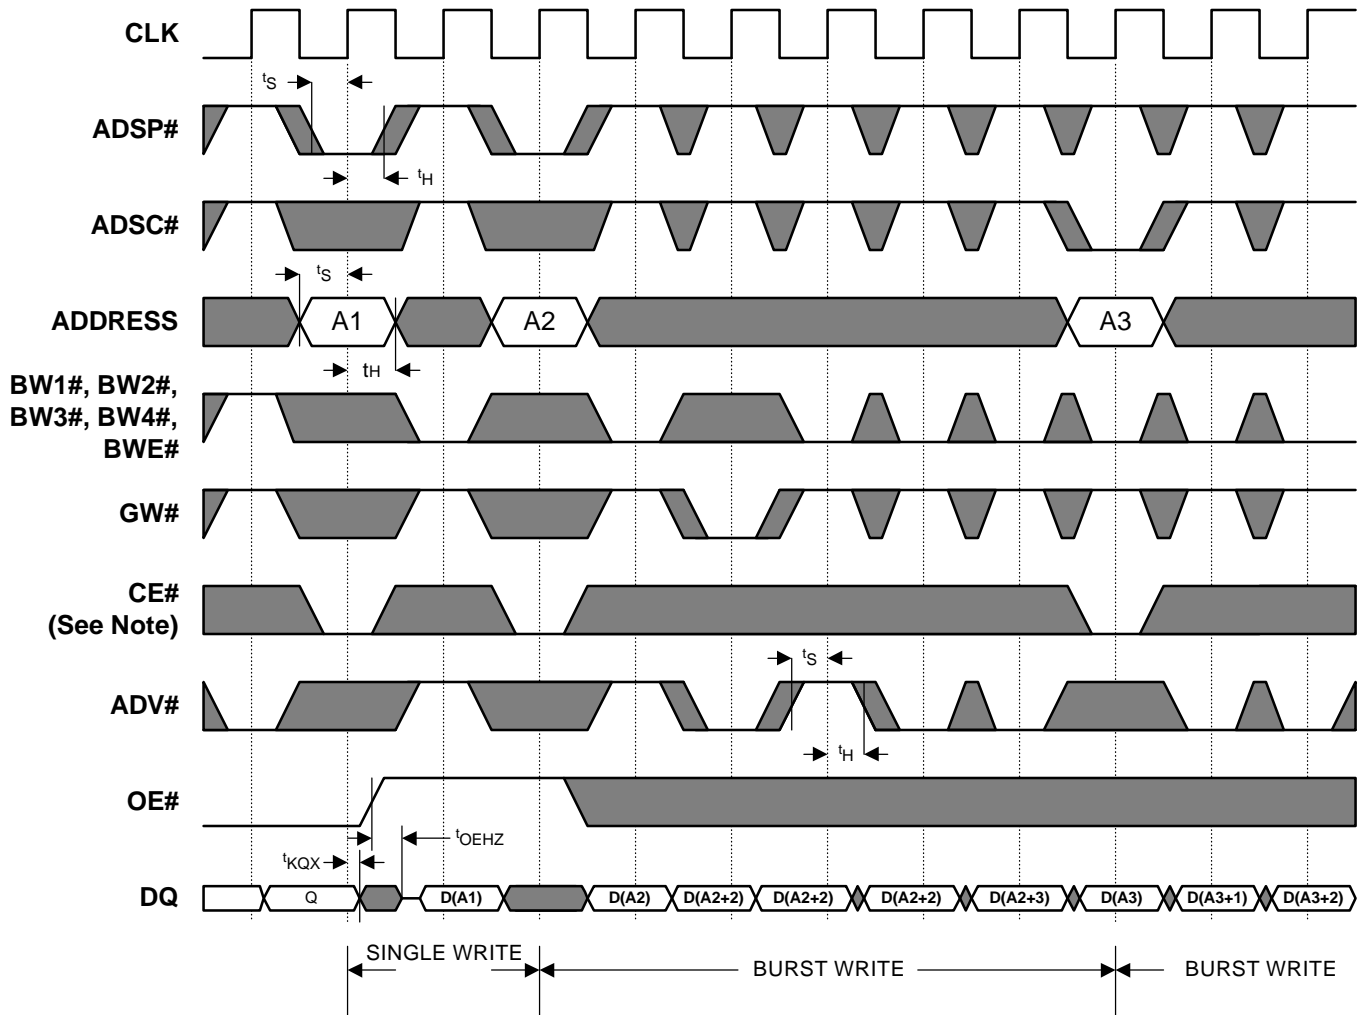 CLK
tS
ADSP#
tH
ADSC#
tS
ADDRESS
A1
A2
A3
tH
BW1#, BW2#,
BW3#, BW4#,
BWE#
GW#
CE#
(See Note)
tS
ADV#
tH
OE#
tOEHZ
tKQX
DQ
Q
D(A1)
D(A2)
D(A2+2)
D(A2+2)
D(A2+2)
D(A2+3)
D(A3)
D(A3+1)
D(A3+2)
SINGLE WRITE
BURST WRITE
BURST WRITE